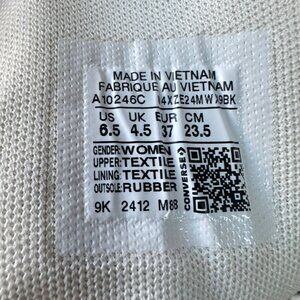 MADE IN VIETNAM
FABRIQUE AU VIETNAM
A10246C 14XZE24MWX9BK
US UK EUR CM
6.5 4.5 37 23.5
GENDER: WOMEN
UPPER: TEXTILE
LINING: TEXTILE
OUTSOLE: RUBBER
CONVERSE
9K 2412 M88